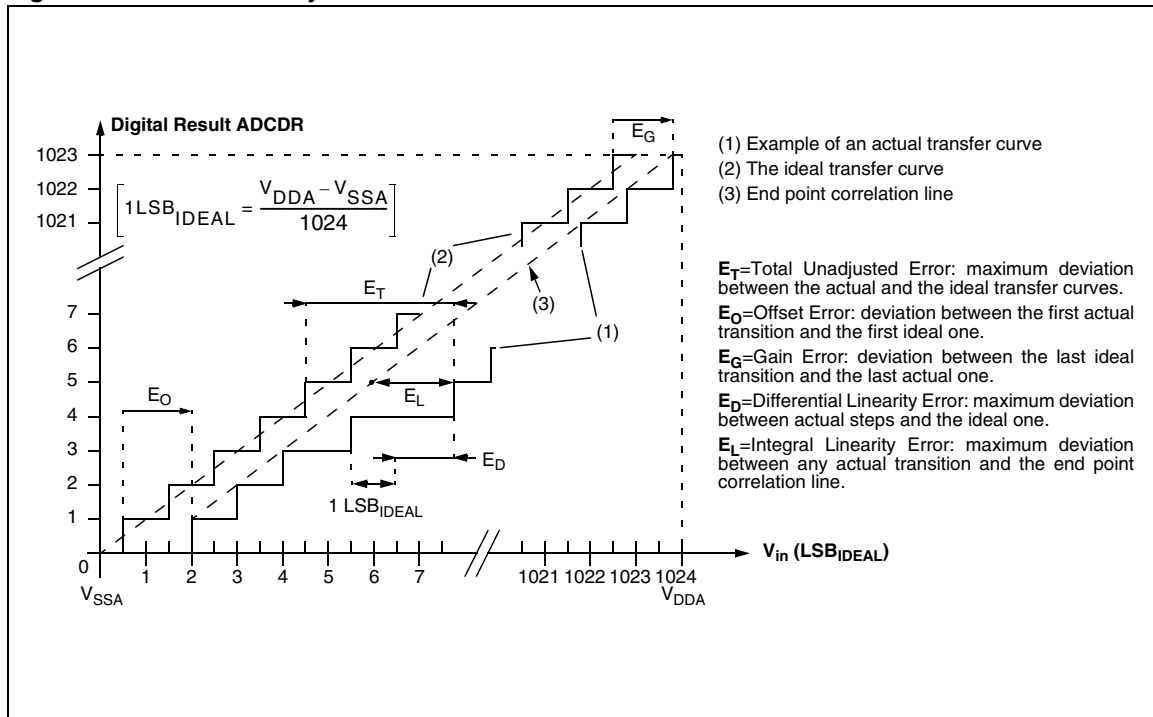 Digital Result ADCDR
E_G
1023
1022
1021
[1LSB_IDEAL = (V_DDA – V_SSA) / 1024]
(2)
E_T
(3)
(1)
7
6
5
4
3
2
1
0
E_O
E_L
E_D
1 LSB_IDEAL
1 2 3 4 5 6 7 1021 1022 1023 1024
V_in (LSB_IDEAL)
V_SSA
V_DDA
(1) Example of an actual transfer curve
(2) The ideal transfer curve
(3) End point correlation line
E_T=Total Unadjusted Error: maximum deviation
between the actual and the ideal transfer curves.
E_O=Offset Error: deviation between the first actual
transition and the first ideal one.
E_G=Gain Error: deviation between the last ideal
transition and the last actual one.
E_D=Differential Linearity Error: maximum deviation
between actual steps and the ideal one.
E_L=Integral Linearity Error: maximum deviation
between any actual transition and the end point
correlation line.